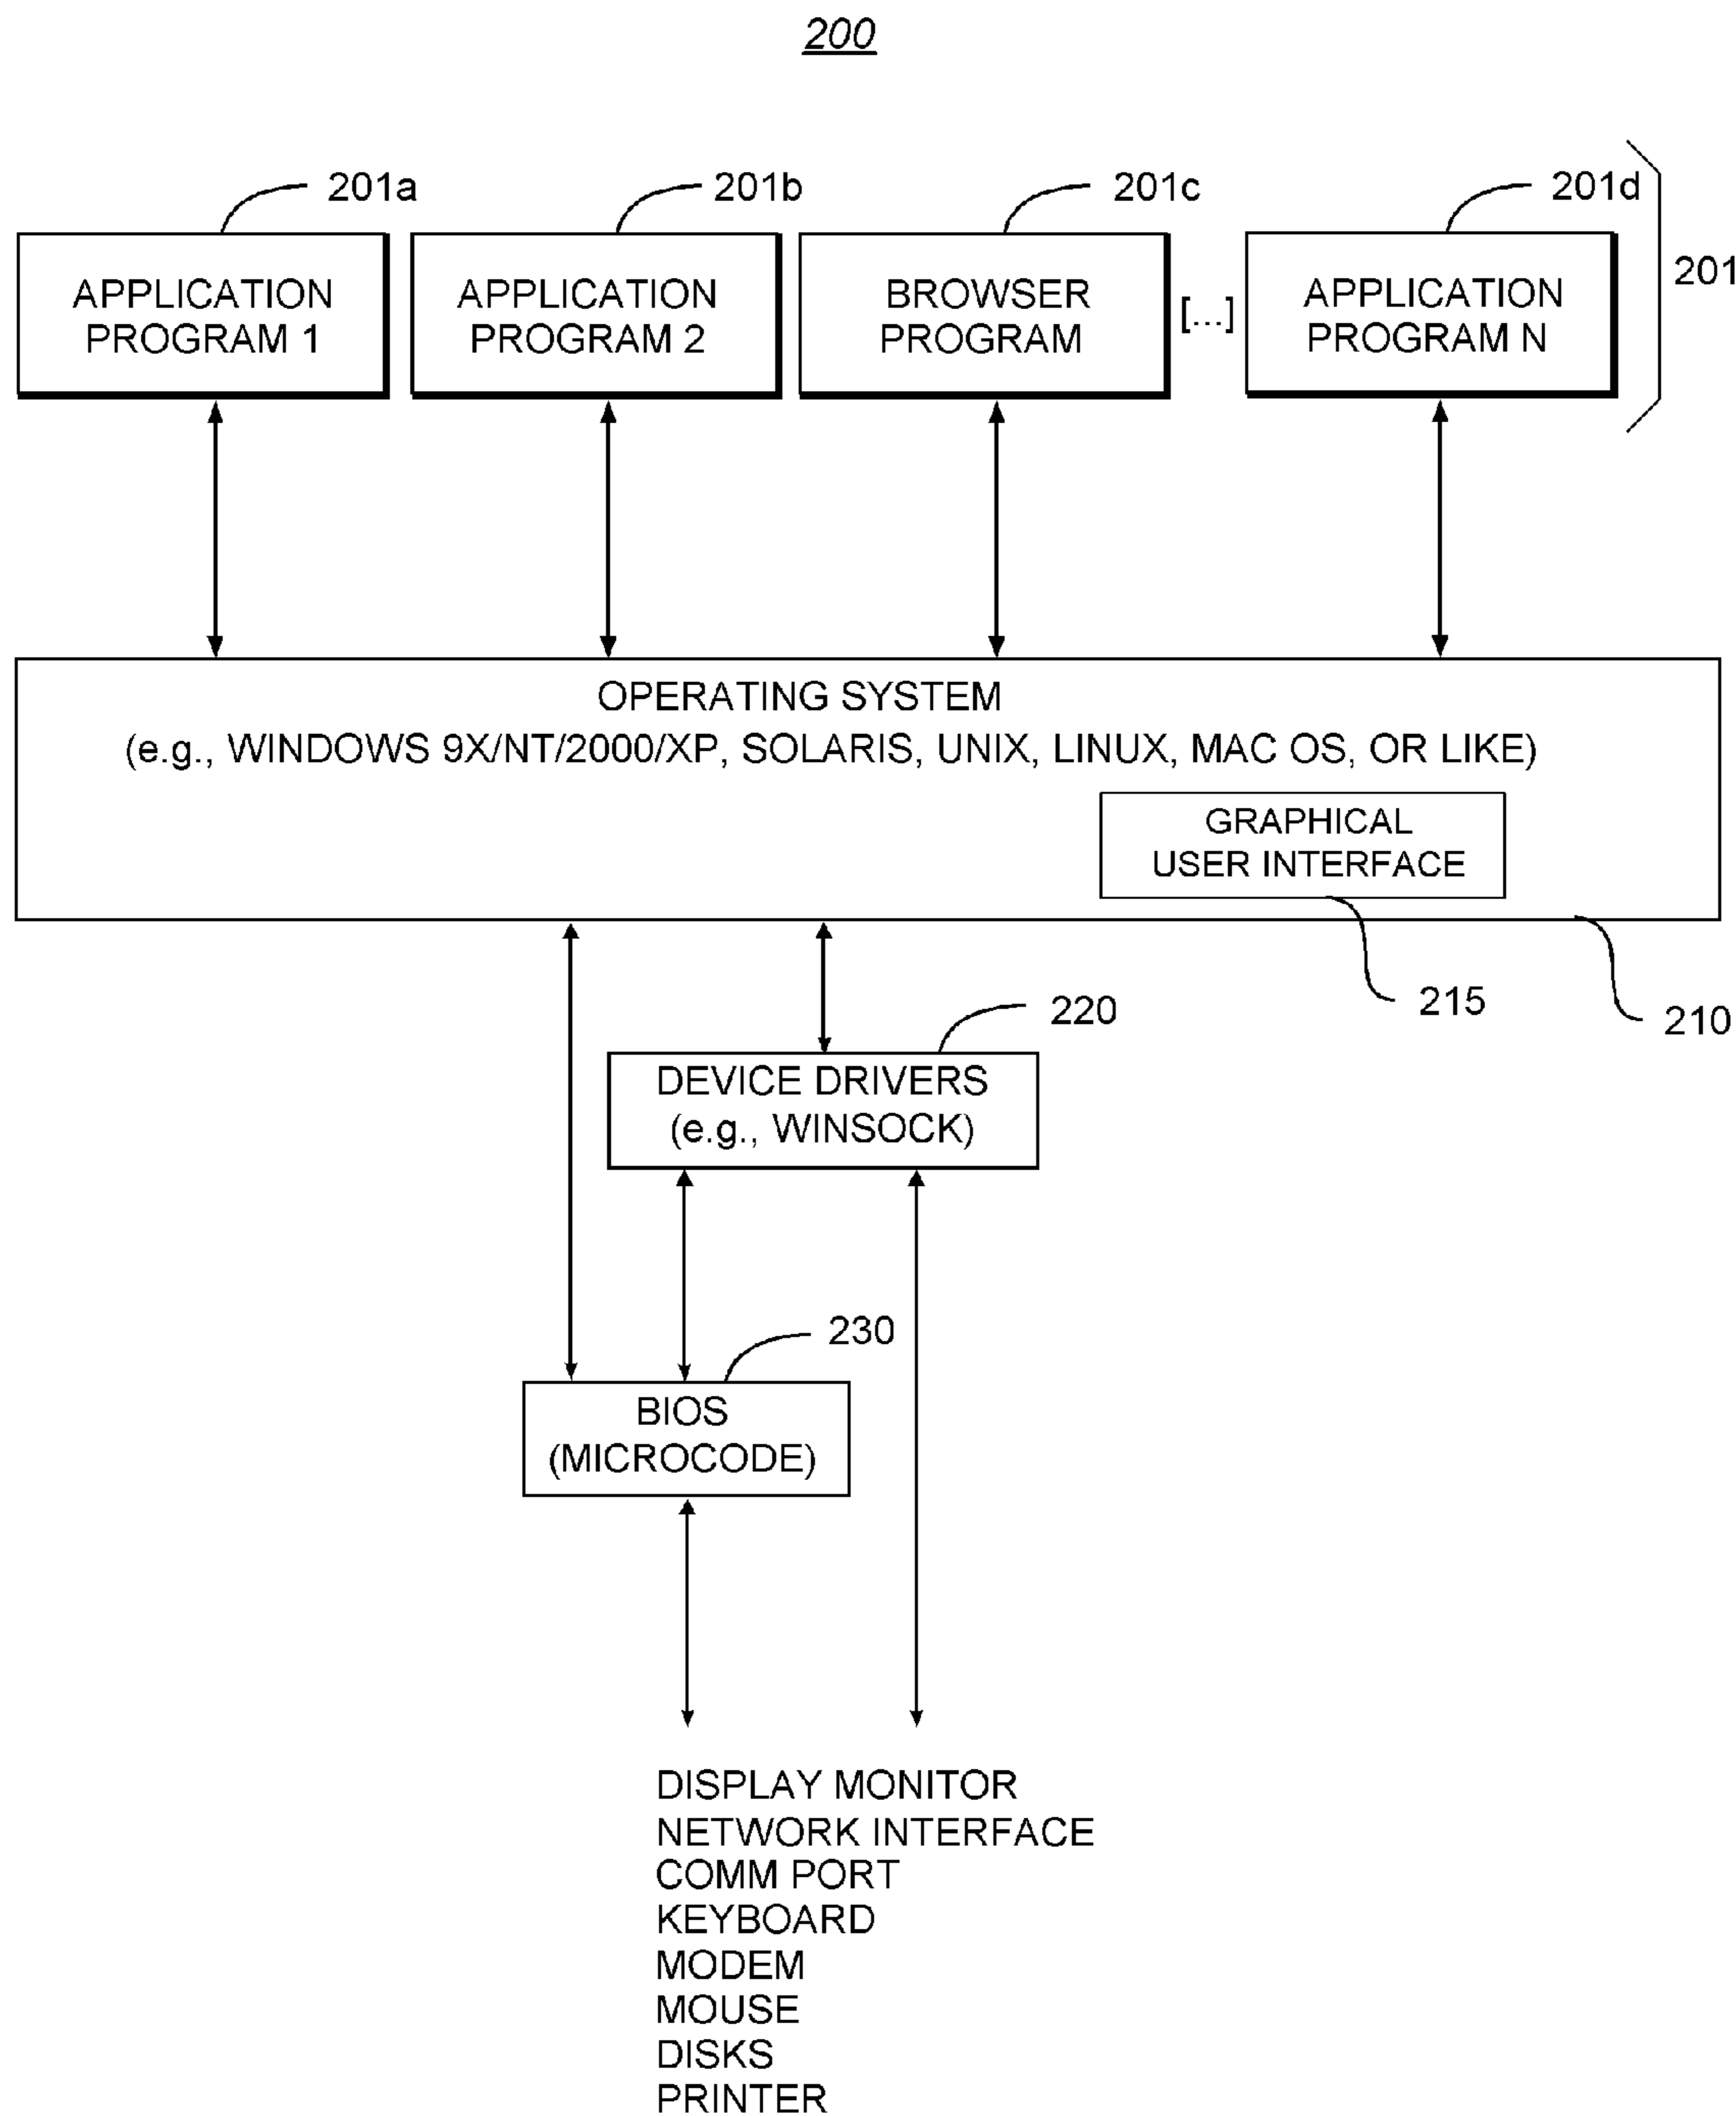 200
201a
201b
201c
201d
201
APPLICATION
PROGRAM 1
APPLICATION
PROGRAM 2
BROWSER
PROGRAM
[...]
APPLICATION
PROGRAM N
OPERATING SYSTEM
(e.g., WINDOWS 9X/NT/2000/XP, SOLARIS, UNIX, LINUX, MAC OS, OR LIKE)
GRAPHICAL
USER INTERFACE
215
210
220
DEVICE DRIVERS
(e.g., WINSOCK)
230
BIOS
(MICROCODE)
DISPLAY MONITOR
NETWORK INTERFACE
COMM PORT
KEYBOARD
MODEM
MOUSE
DISKS
PRINTER